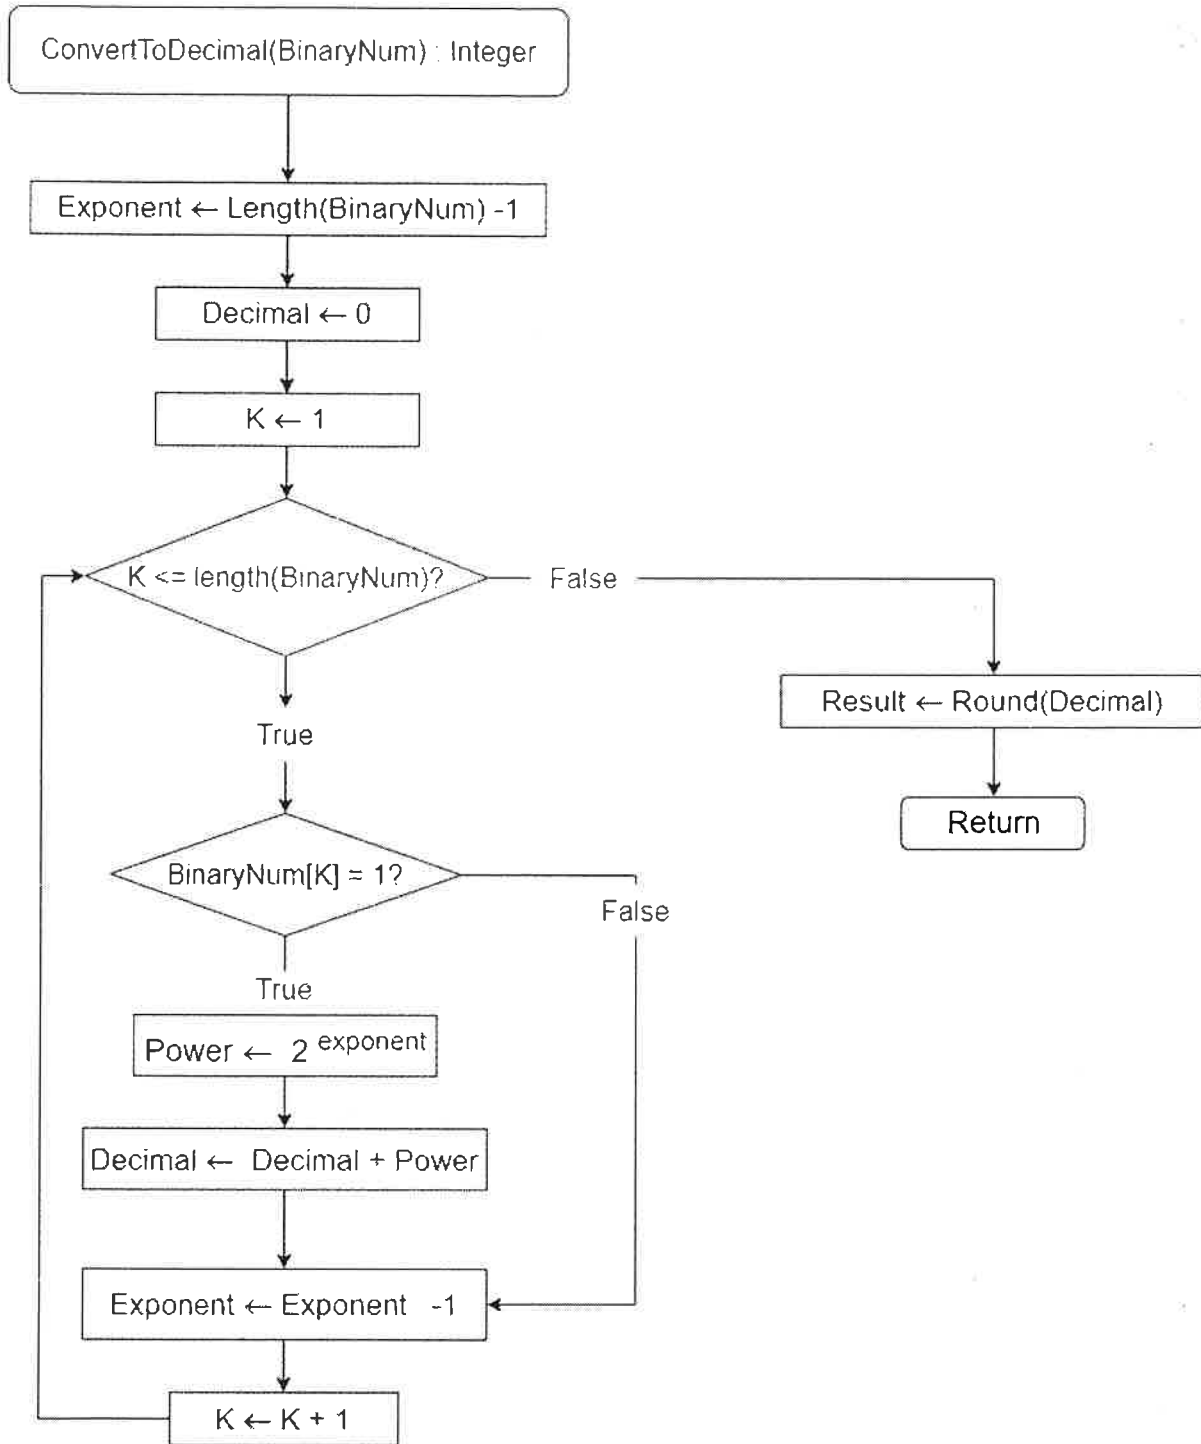 ConvertToDecimal(BinaryNum) : Integer
Exponent ← Length(BinaryNum) -1
Decimal ← 0
K ← 1
K <= length(BinaryNum)?
False
True
Result ← Round(Decimal)
Return
BinaryNum[K] = 1?
False
True
Power ← 2 exponent
Decimal ← Decimal + Power
Exponent ← Exponent -1
K ← K + 1